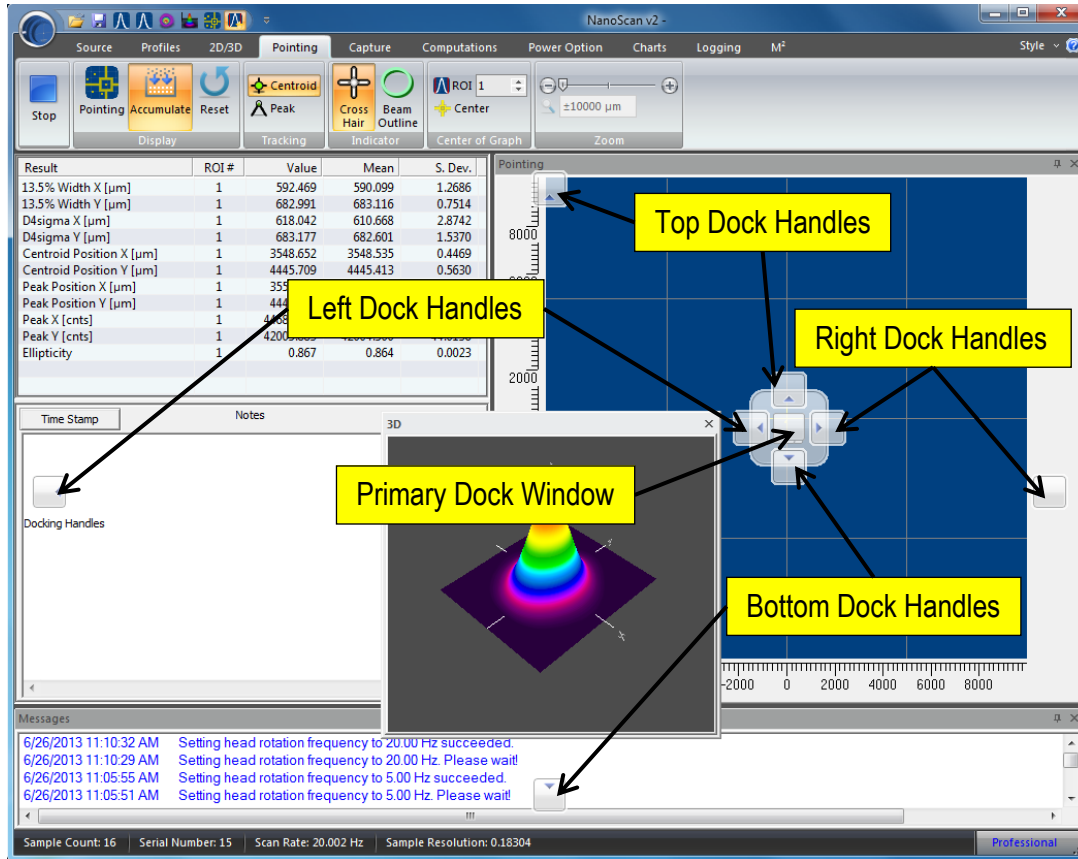 NanoScan v2 -
Source Profiles 2D/3D Pointing Capture Computations Power Option Charts Logging M² Style
Stop Pointing Accumulate Reset Centroid Peak Cross Hair Beam Outline ROI 1 Center ±10000 µm
Display Tracking Indicator Center of Graph Zoom
Result ROI # Value Mean S. Dev.
13.5% Width X [µm] 1 592.469 590.099 1.2686
13.5% Width Y [µm] 1 682.991 683.116 0.7514
D4sigma X [µm] 1 618.042 610.668 2.8742
D4sigma Y [µm] 1 683.177 682.601 1.5370
Centroid Position X [µm] 1 3548.652 3548.535 0.4469
Centroid Position Y [µm] 1 4445.709 4445.413 0.5630
Peak Position X [µm] 1
Peak Position Y [µm] 1
Peak X [cnts] 1
Peak Y [cnts] 1
Ellipticity 1 0.867 0.864 0.0023
Pointing
8000
2000
Top Dock Handles
Left Dock Handles
Right Dock Handles
Time Stamp Notes
Docking Handles
3D
Primary Dock Window
Y
X
Bottom Dock Handles
-2000 0 2000 4000 6000 8000
Messages
6/26/2013 11:10:32 AM Setting head rotation frequency to 20.00 Hz succeeded.
6/26/2013 11:10:29 AM Setting head rotation frequency to 20.00 Hz. Please wait!
6/26/2013 11:05:55 AM Setting head rotation frequency to 5.00 Hz succeeded.
6/26/2013 11:05:51 AM Setting head rotation frequency to 5.00 Hz. Please wait!
Sample Count: 16 Serial Number: 15 Scan Rate: 20.002 Hz Sample Resolution: 0.18304 Professional